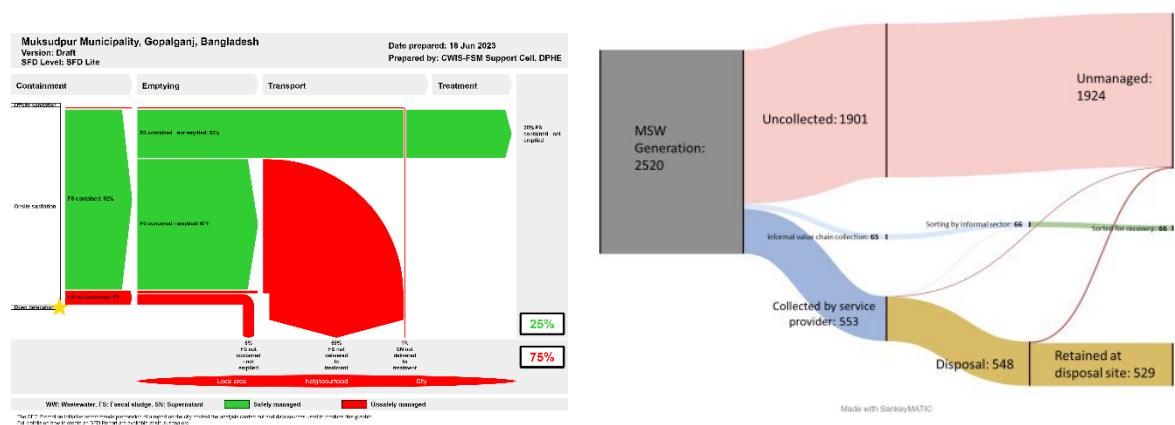 Muksudpur Municipality, Gopalganj, Bangladesh
Version: Draft
SFD Level: SFD Lite
Date prepared: 18 Jun 2023
Prepared by: CWIS-FSM Support Cell, DPHE
Containment
Emptying
Transport
Treatment
FS contained - not emptied:
FS contained
not
emptied
Onsite sanitation
FS contained: 92%
FS contained - emptied: 67%
FS not contained:
Open defecation
25%
75%
FS not
contained
- not
emptied
FS not
delivered
to
treatment
1%
SN not
delivered
to
treatment
Local area
Neighbourhood
City
WW: Wastewater, FS: Faecal sludge, SN: Supernatant
Safely managed
Unsafely managed
MSW
Generation:
2520
Uncollected: 1901
Unmanaged:
1924
Informal value chain collection: 65
Sorting by informal sector: 66
Sorted for recovery: 66
Collected by service
provider: 553
Disposal: 548
Retained at
disposal site: 529
Made with SankeyMATIC